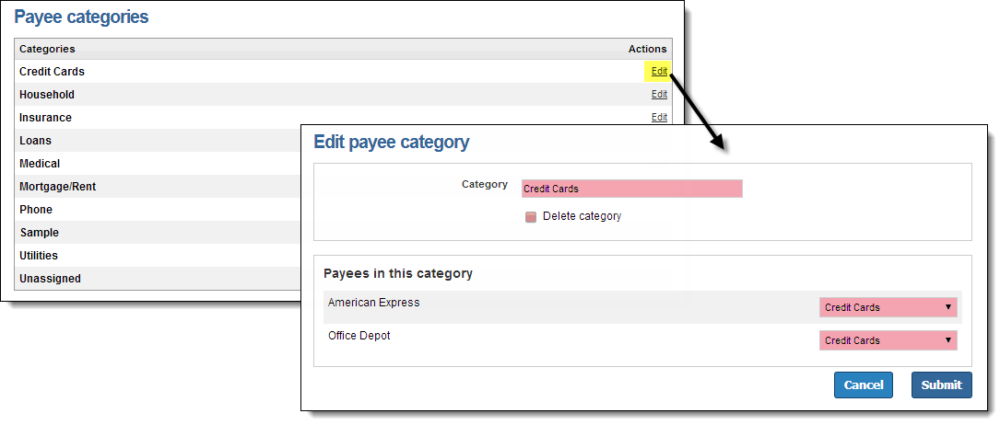 Payee categories
Categories Actions
Credit Cards Edit
Household Edit
Insurance Edit
Loans
Medical
Mortgage/Rent
Phone
Sample
Utilities
Unassigned
Edit payee category
Category Credit Cards
Delete category
Payees in this category
American Express Credit Cards
Office Depot Credit Cards
Cancel Submit